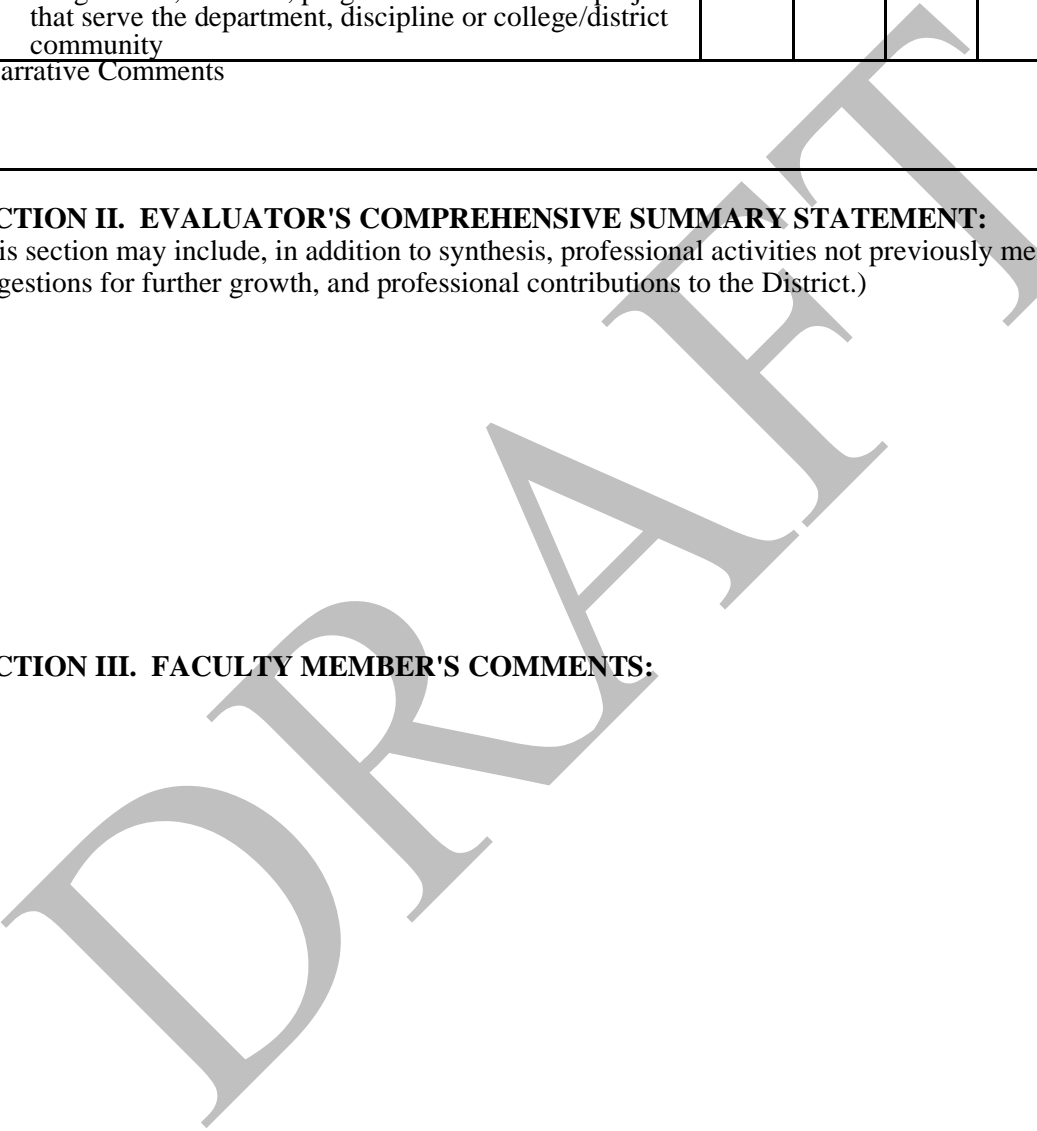 that serve the department, discipline or college/district
community
arrative Comments
CTION II. EVALUATOR'S COMPREHENSIVE SUMMARY STATEMENT:
is section may include, in addition to synthesis, professional activities not previously me
gestions for further growth, and professional contributions to the District.)
CTION III. FACULTY MEMBER'S COMMENTS:
DRAFT